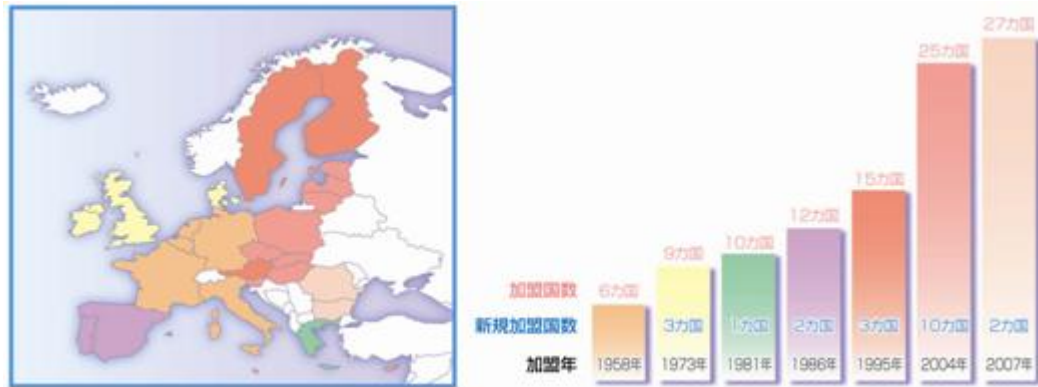 27カ国
25カ国
15カ国
12カ国
10カ国
9カ国
加盟国数 6カ国
新規加盟国数 3カ国 1カ国 2カ国 3カ国 10カ国 2カ国
加盟年 1958年 1973年 1981年 1986年 1995年 2004年 2007年